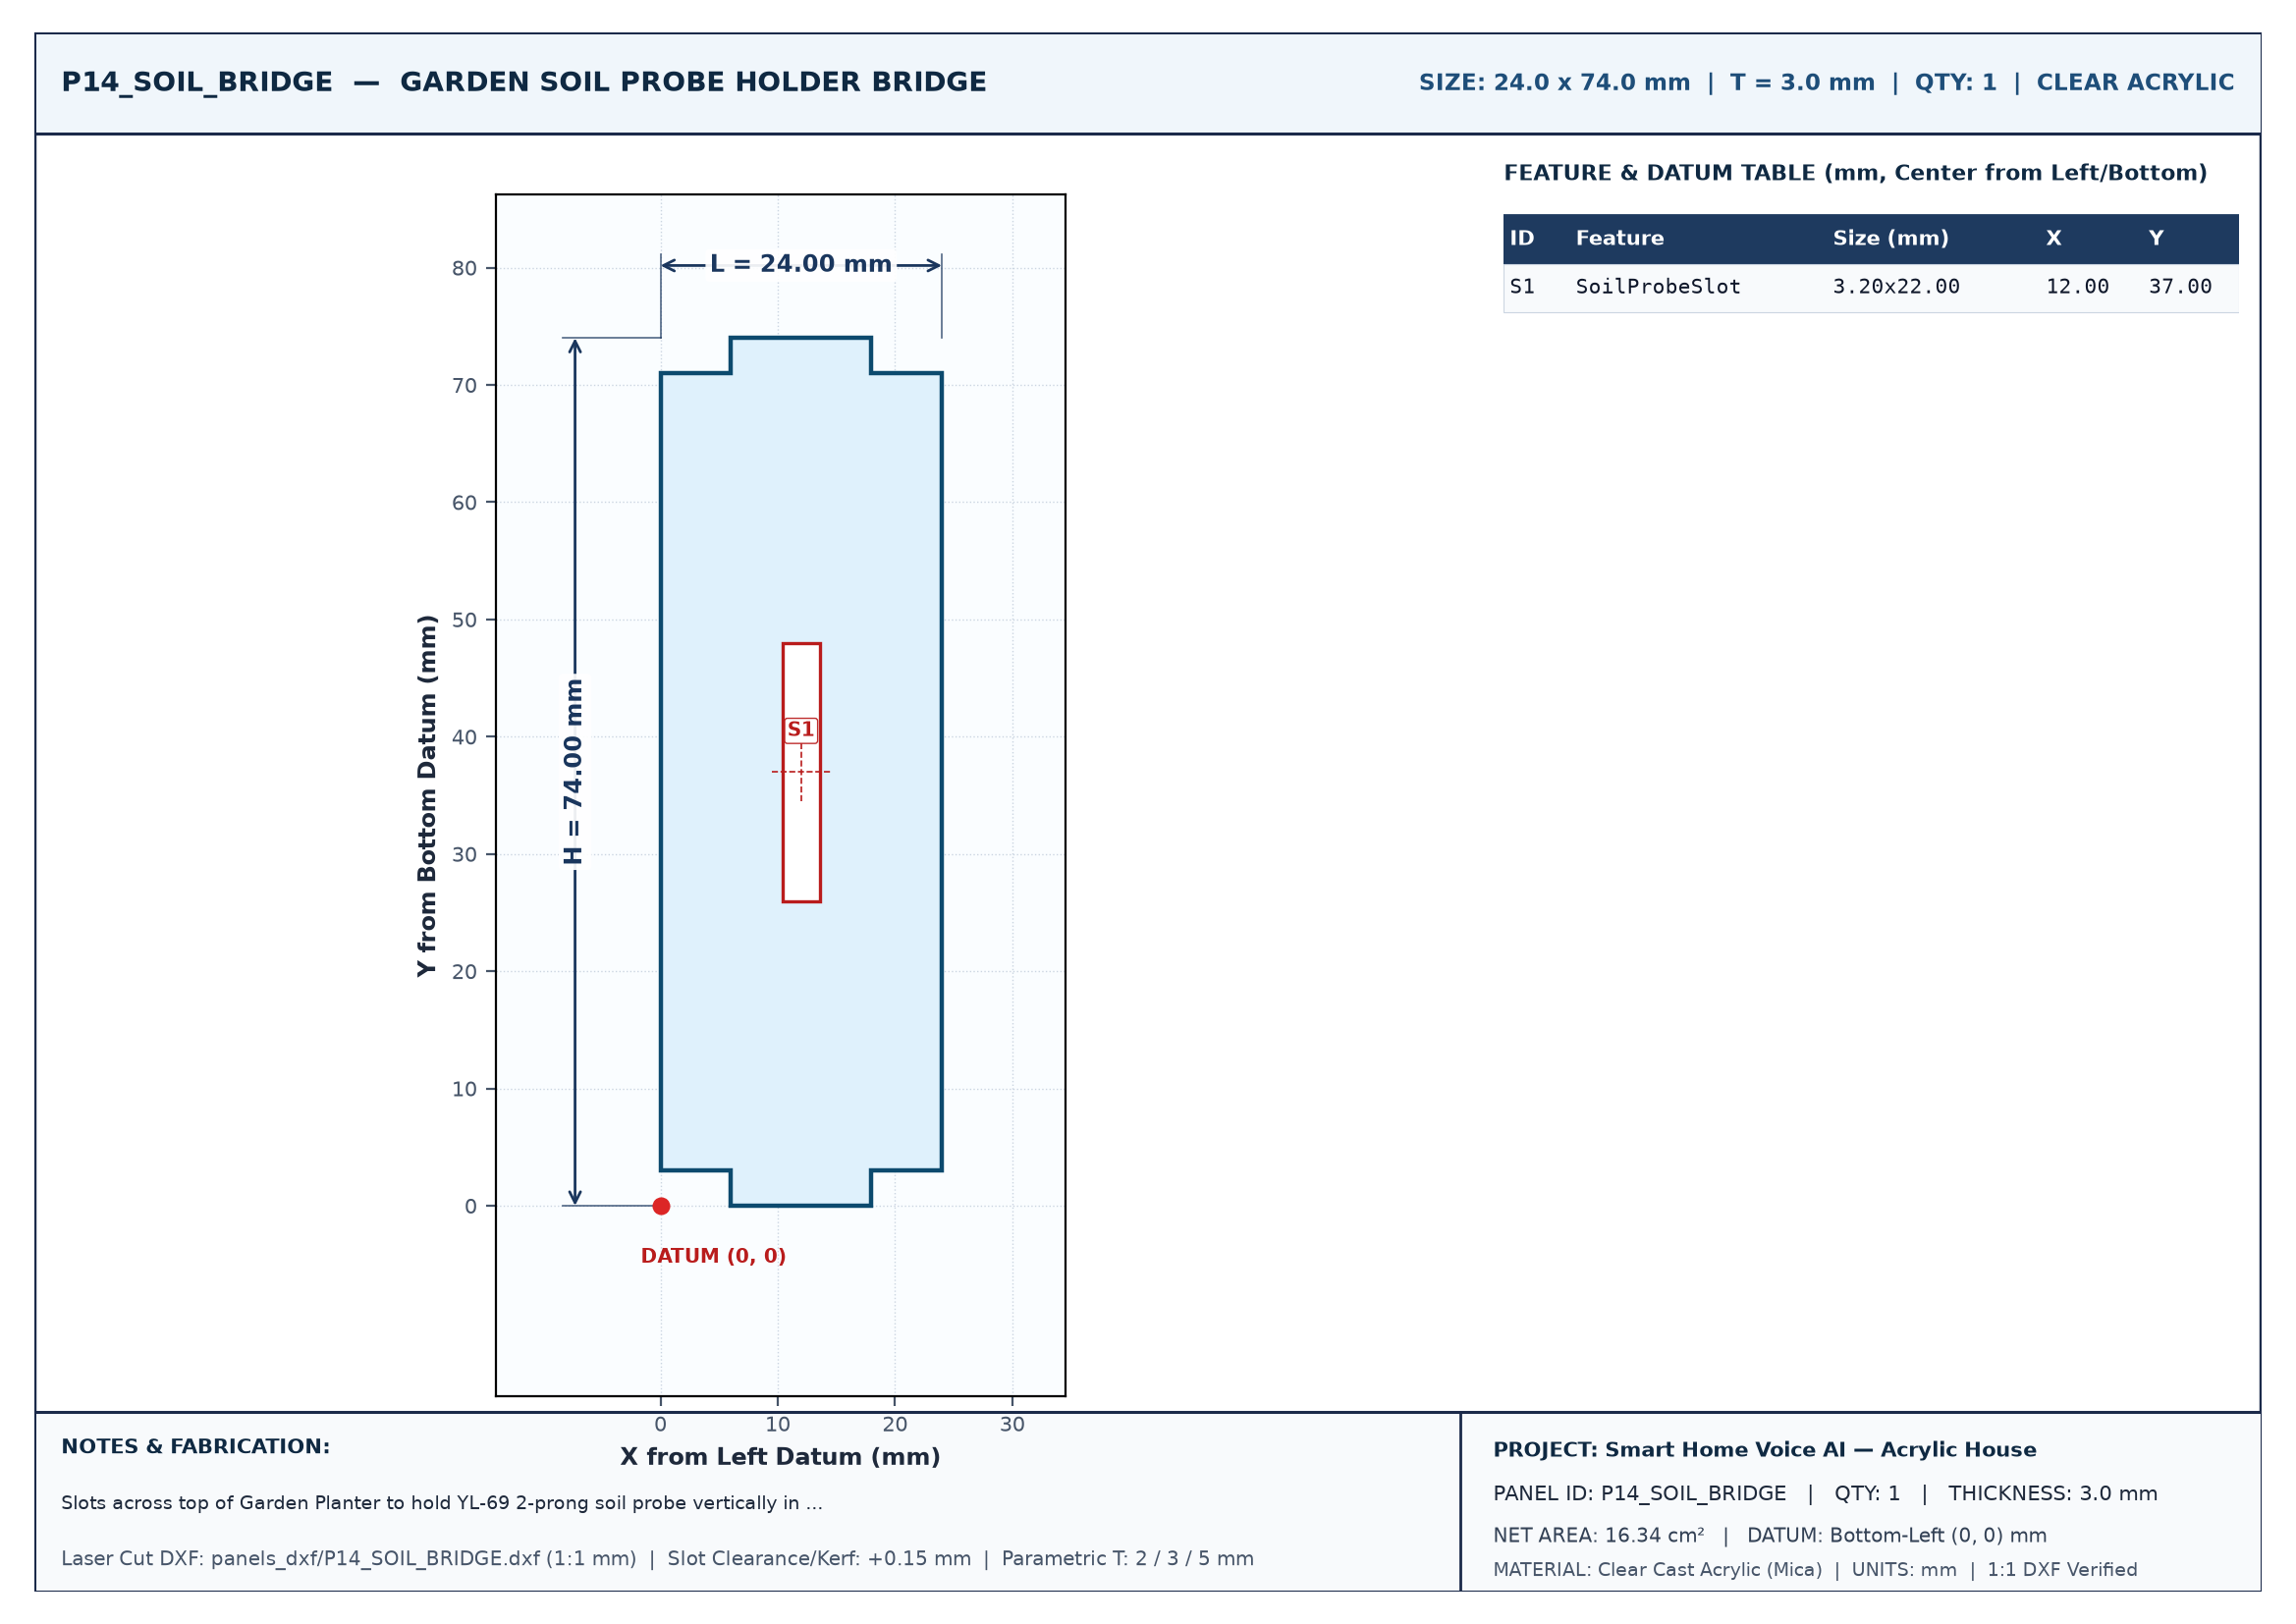 P14_SOIL_BRIDGE — GARDEN SOIL PROBE HOLDER BRIDGE
SIZE: 24.0 x 74.0 mm | T = 3.0 mm | QTY: 1 | CLEAR ACRYLIC
FEATURE & DATUM TABLE (mm, Center from Left/Bottom)
ID Feature Size (mm) X Y
S1 SoilProbeSlot 3.20x22.00 12.00 37.00
L = 24.00 mm
H = 74.00 mm
S1
DATUM (0, 0)
Y from Bottom Datum (mm)
80
70
60
50
40
30
20
10
0
0 10 20 30
X from Left Datum (mm)
NOTES & FABRICATION:
Slots across top of Garden Planter to hold YL-69 2-prong soil probe vertically in ...
Laser Cut DXF: panels_dxf/P14_SOIL_BRIDGE.dxf (1:1 mm) | Slot Clearance/Kerf: +0.15 mm | Parametric T: 2 / 3 / 5 mm
PROJECT: Smart Home Voice AI — Acrylic House
PANEL ID: P14_SOIL_BRIDGE | QTY: 1 | THICKNESS: 3.0 mm
NET AREA: 16.34 cm² | DATUM: Bottom-Left (0, 0) mm
MATERIAL: Clear Cast Acrylic (Mica) | UNITS: mm | 1:1 DXF Verified